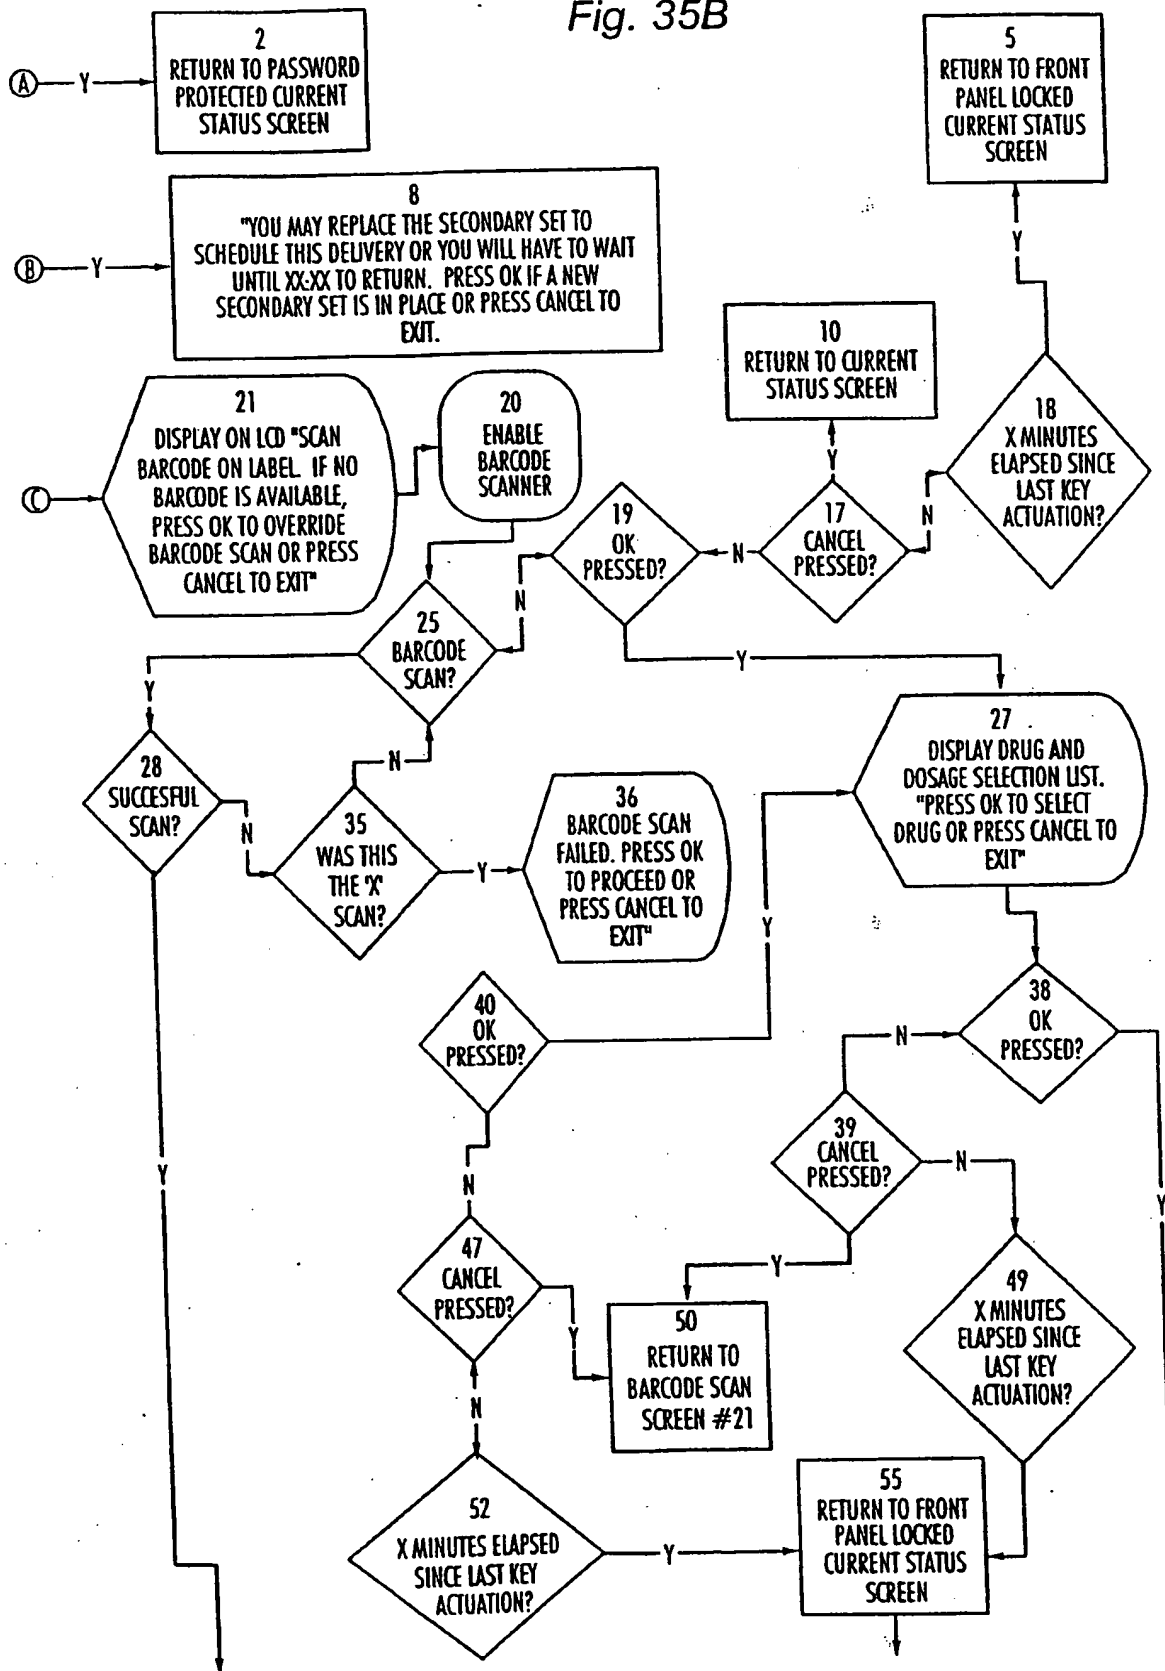 Fig. 35B
A
Y
2
RETURN TO PASSWORD
PROTECTED CURRENT
STATUS SCREEN
5
RETURN TO FRONT
PANEL LOCKED
CURRENT STATUS
SCREEN
Y
B
Y
8
"YOU MAY REPLACE THE SECONDARY SET TO
SCHEDULE THIS DELIVERY OR YOU WILL HAVE TO WAIT
UNTIL XX:XX TO RETURN. PRESS OK IF A NEW
SECONDARY SET IS IN PLACE OR PRESS CANCEL TO
EXIT.
10
RETURN TO CURRENT
STATUS SCREEN
Y
C
21
DISPLAY ON LCD "SCAN
BARCODE ON LABEL. IF NO
BARCODE IS AVAILABLE,
PRESS OK TO OVERRIDE
BARCODE SCAN OR PRESS
CANCEL TO EXIT"
20
ENABLE
BARCODE
SCANNER
19
OK
PRESSED?
N
17
CANCEL
PRESSED?
N
18
X MINUTES
ELAPSED SINCE
LAST KEY
ACTUATION?
N
25
BARCODE
SCAN?
Y
Y
28
SUCCESFUL
SCAN?
N
N
35
WAS THIS
THE 'X'
SCAN?
Y
36
BARCODE SCAN
FAILED. PRESS OK
TO PROCEED OR
PRESS CANCEL TO
EXIT"
27
DISPLAY DRUG AND
DOSAGE SELECTION LIST.
"PRESS OK TO SELECT
DRUG OR PRESS CANCEL TO
EXIT"
Y
40
OK
PRESSED?
38
OK
PRESSED?
N
39
CANCEL
PRESSED?
N
Y
Y
N
47
CANCEL
PRESSED?
Y
Y
50
RETURN TO
BARCODE SCAN
SCREEN #21
49
X MINUTES
ELAPSED SINCE
LAST KEY
ACTUATION?
N
52
X MINUTES ELAPSED
SINCE LAST KEY
ACTUATION?
Y
55
RETURN TO FRONT
PANEL LOCKED
CURRENT STATUS
SCREEN